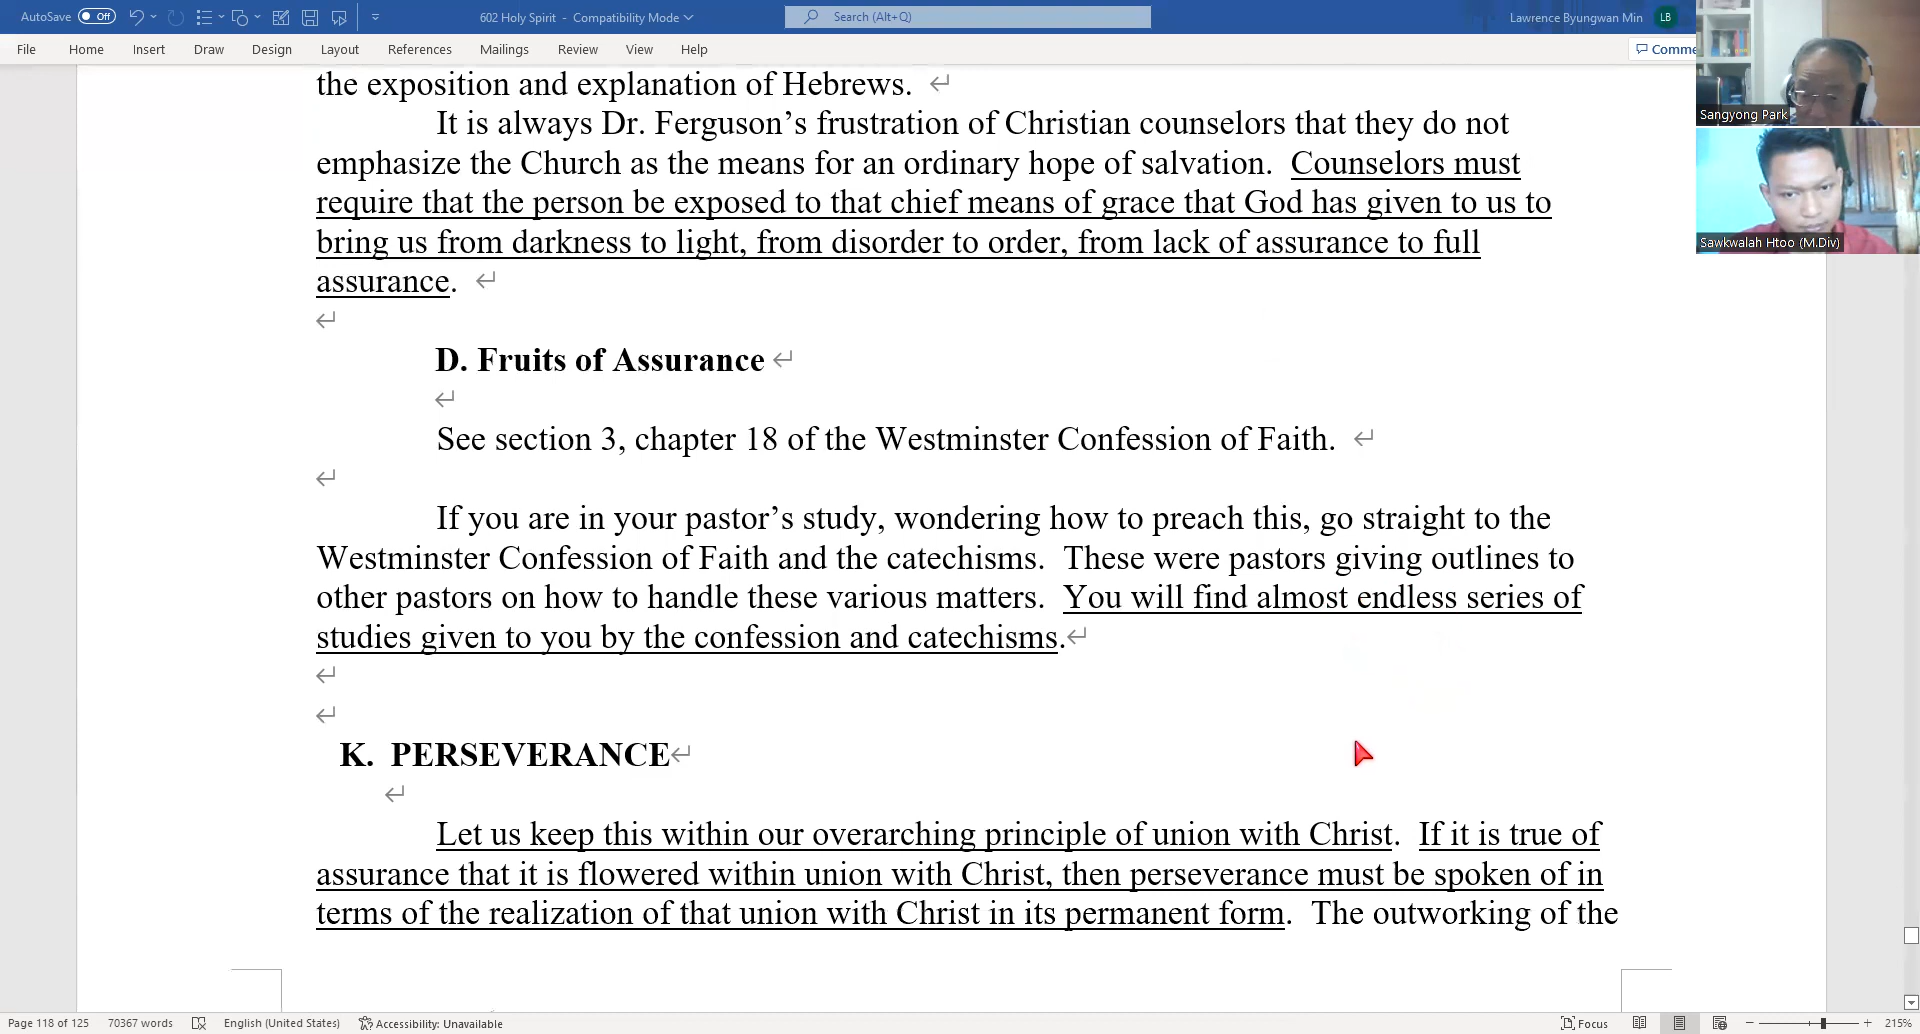 AutoSave Off 602 Holy Spirit - Compatibility Mode Search (Alt+Q) Lawrence Byungwan Min LB
File Home Insert Draw Design Layout References Mailings Review View Help Comme
the exposition and explanation of Hebrews.
It is always Dr. Ferguson’s frustration of Christian counselors that they do not
emphasize the Church as the means for an ordinary hope of salvation. Counselors must
require that the person be exposed to that chief means of grace that God has given to us to
bring us from darkness to light, from disorder to order, from lack of assurance to full
assurance.
D. Fruits of Assurance
See section 3, chapter 18 of the Westminster Confession of Faith.
If you are in your pastor’s study, wondering how to preach this, go straight to the
Westminster Confession of Faith and the catechisms. These were pastors giving outlines to
other pastors on how to handle these various matters. You will find almost endless series of
studies given to you by the confession and catechisms.
K. PERSEVERANCE
Let us keep this within our overarching principle of union with Christ. If it is true of
assurance that it is flowered within union with Christ, then perseverance must be spoken of in
terms of the realization of that union with Christ in its permanent form. The outworking of the
Sangyong Park
Sawkwalah Htoo (M.Div)
Page 118 of 125 70367 words English (United States) Accessibility: Unavailable Focus 215%